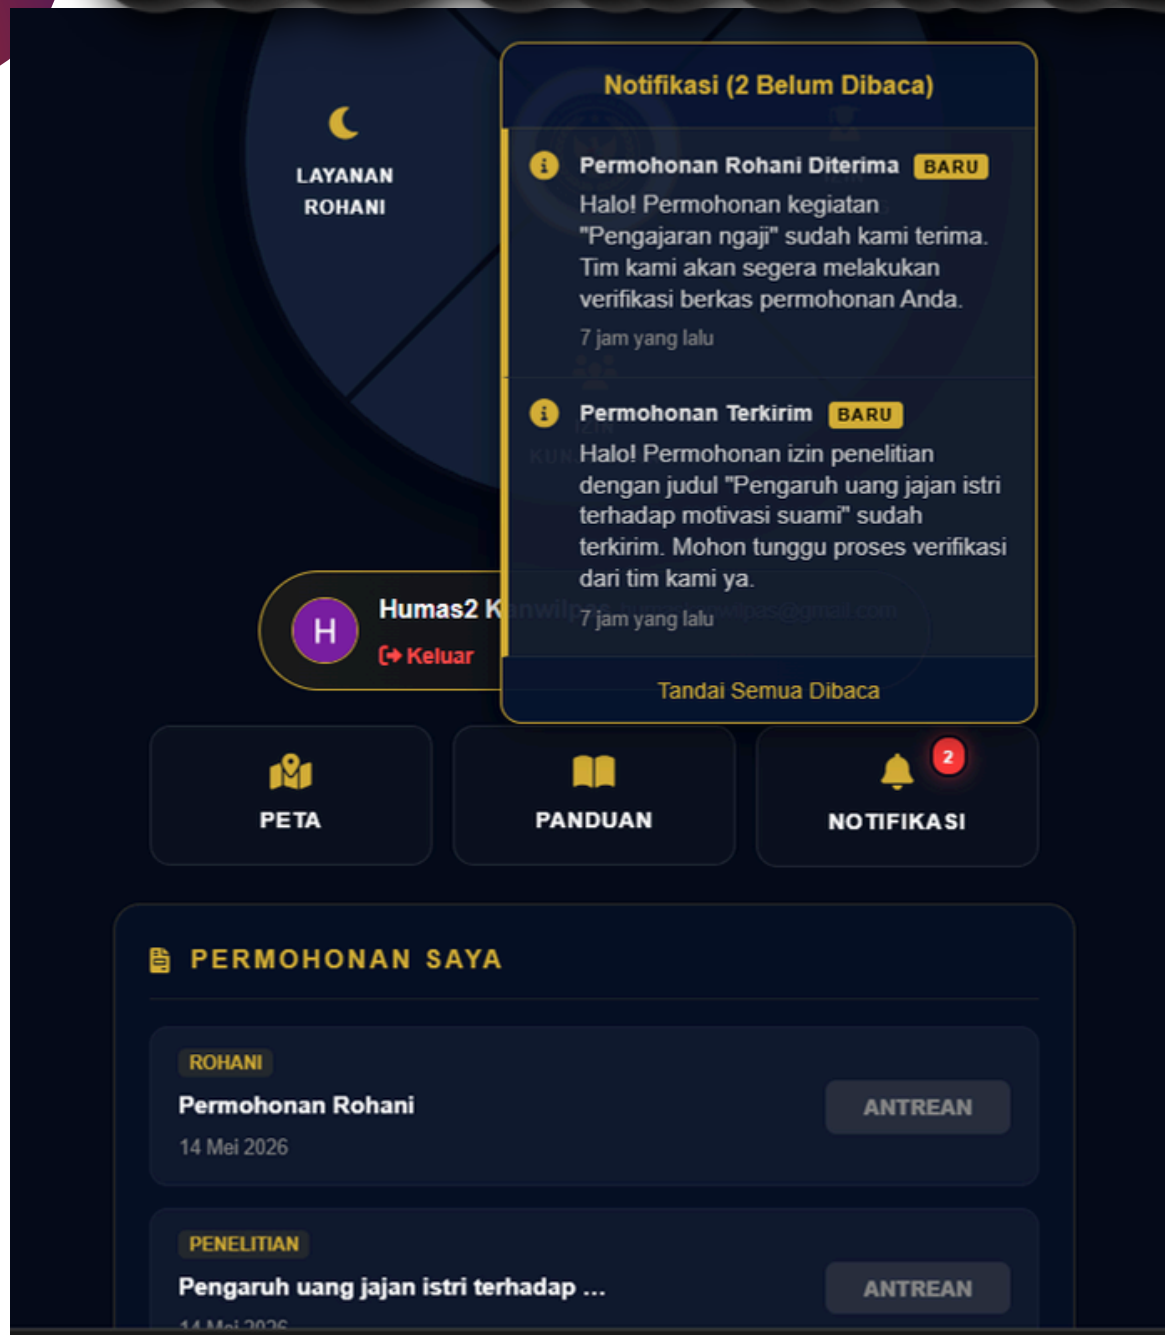 LAYANAN
ROHANI
Notifikasi (2 Belum Dibaca)
Permohonan Rohani Diterima BARU
Halo! Permohonan kegiatan
"Pengajaran ngaji" sudah kami terima.
Tim kami akan segera melakukan
verifikasi berkas permohonan Anda.
7 jam yang lalu
Permohonan Terkirim BARU
Halo! Permohonan izin penelitian
dengan judul "Pengaruh uang jajan istri
terhadap motivasi suami" sudah
terkirim. Mohon tunggu proses verifikasi
dari tim kami ya.
7 jam yang lalu
Tandai Semua Dibaca
Humas2 Kanwilpas
H
Keluar
PETA
PANDUAN
2
NOTIFIKASI
PERMOHONAN SAYA
ROHANI
Permohonan Rohani
ANTREAN
14 Mei 2026
PENELITIAN
Pengaruh uang jajan istri terhadap ...
ANTREAN
14 Mei 2026